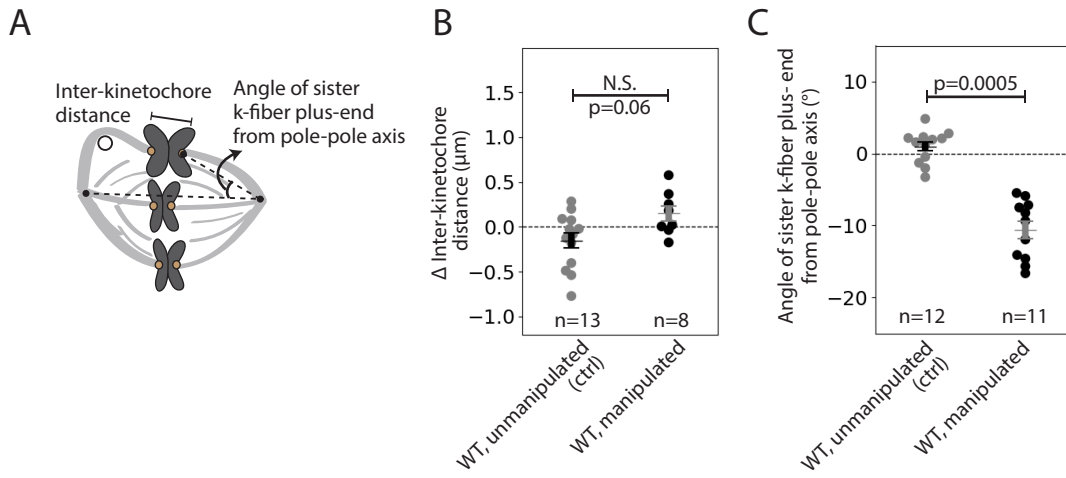 A
Inter-kinetochore
distance
Angle of sister
k-fiber plus-end
from pole-pole axis
B
Δ Inter-kinetochore
distance (μm)
1.5
1.0
0.5
0.0
−0.5
−1.0
N.S.
p=0.06
n=13
n=8
WT, unmanipulated
(ctrl)
WT, manipulated
C
Angle of sister k-fiber plus- end
from pole-pole axis (°)
10
0
−10
−20
p=0.0005
n=12
n=11
WT, unmanipulated
(ctrl)
WT, manipulated